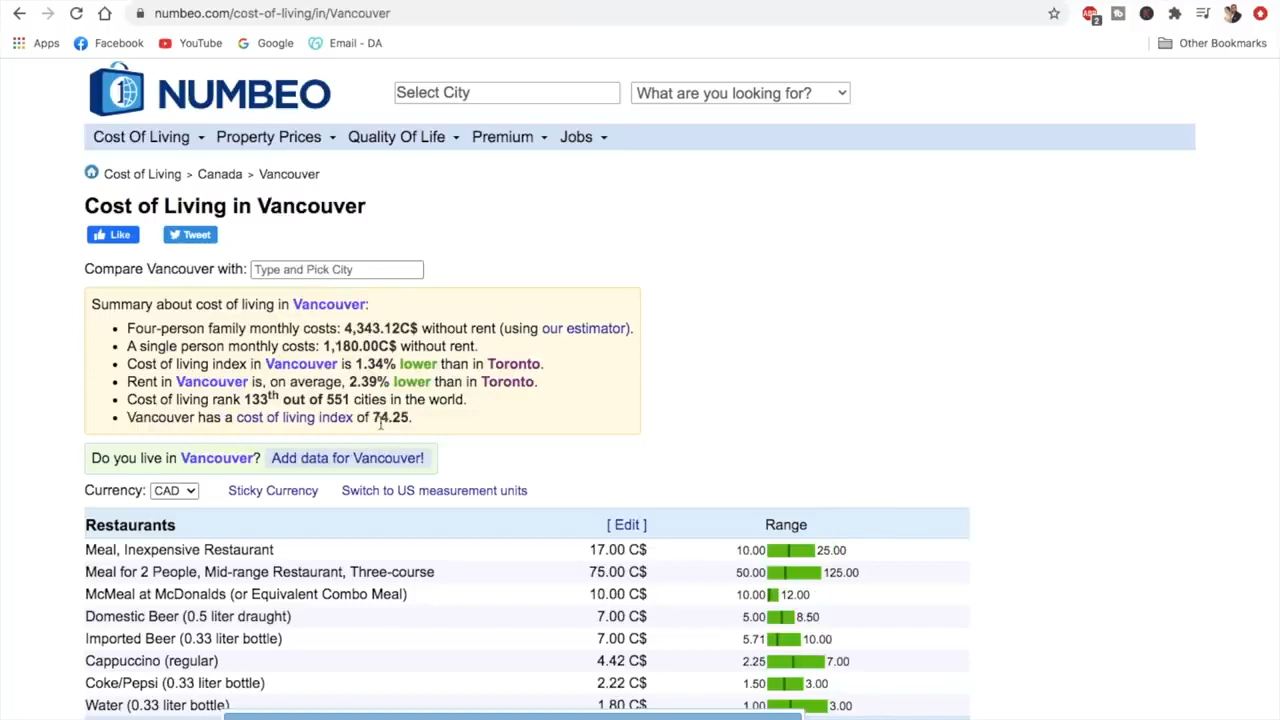 numbeo.com/cost-of-living/in/Vancouver
2
Apps Facebook YouTube Google Email - DA Other Bookmarks
NUMBEO Select City What are you looking for?
Cost Of Living Property Prices Quality Of Life Premium Jobs
Cost of Living > Canada > Vancouver
Cost of Living in Vancouver
Like Tweet
Compare Vancouver with: Type and Pick City
Summary about cost of living in Vancouver:
• Four-person family monthly costs: 4,343.12C$ without rent (using our estimator).
• A single person monthly costs: 1,180.00C$ without rent.
• Cost of living index in Vancouver is 1.34% lower than in Toronto.
• Rent in Vancouver is, on average, 2.39% lower than in Toronto.
• Cost of living rank 133th out of 551 cities in the world.
• Vancouver has a cost of living index of 74.25.
Do you live in Vancouver? Add data for Vancouver!
Currency: CAD Sticky Currency Switch to US measurement units
Restaurants [ Edit ] Range
Meal, Inexpensive Restaurant 17.00 C$ 10.00 25.00
Meal for 2 People, Mid-range Restaurant, Three-course 75.00 C$ 50.00 125.00
McMeal at McDonalds (or Equivalent Combo Meal) 10.00 C$ 10.00 12.00
Domestic Beer (0.5 liter draught) 7.00 C$ 5.00 8.50
Imported Beer (0.33 liter bottle) 7.00 C$ 5.71 10.00
Cappuccino (regular) 4.42 C$ 2.25 7.00
Coke/Pepsi (0.33 liter bottle) 2.22 C$ 1.50 3.00
Water (0.33 liter bottle) 1.80 C$ 1.00 3.00